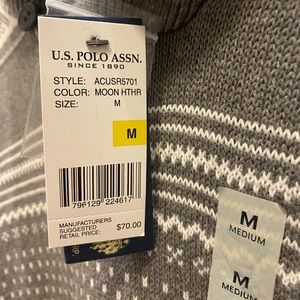 U.S. POLO ASSN.
SINCE 1890
STYLE: ACUSR5701
COLOR: MOON HTHR
SIZE: M
M
796129 224617
MANUFACTURERS
SUGGESTED
RETAIL PRICE: $70.00
M
MEDIUM
M
MEDIUM